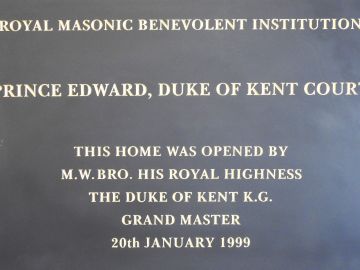 ROYAL MASONIC BENEVOLENT INSTITUTION
PRINCE EDWARD, DUKE OF KENT COURT
THIS HOME WAS OPENED BY
M.W.BRO. HIS ROYAL HIGHNESS
THE DUKE OF KENT K.G.
GRAND MASTER
20th JANUARY 1999